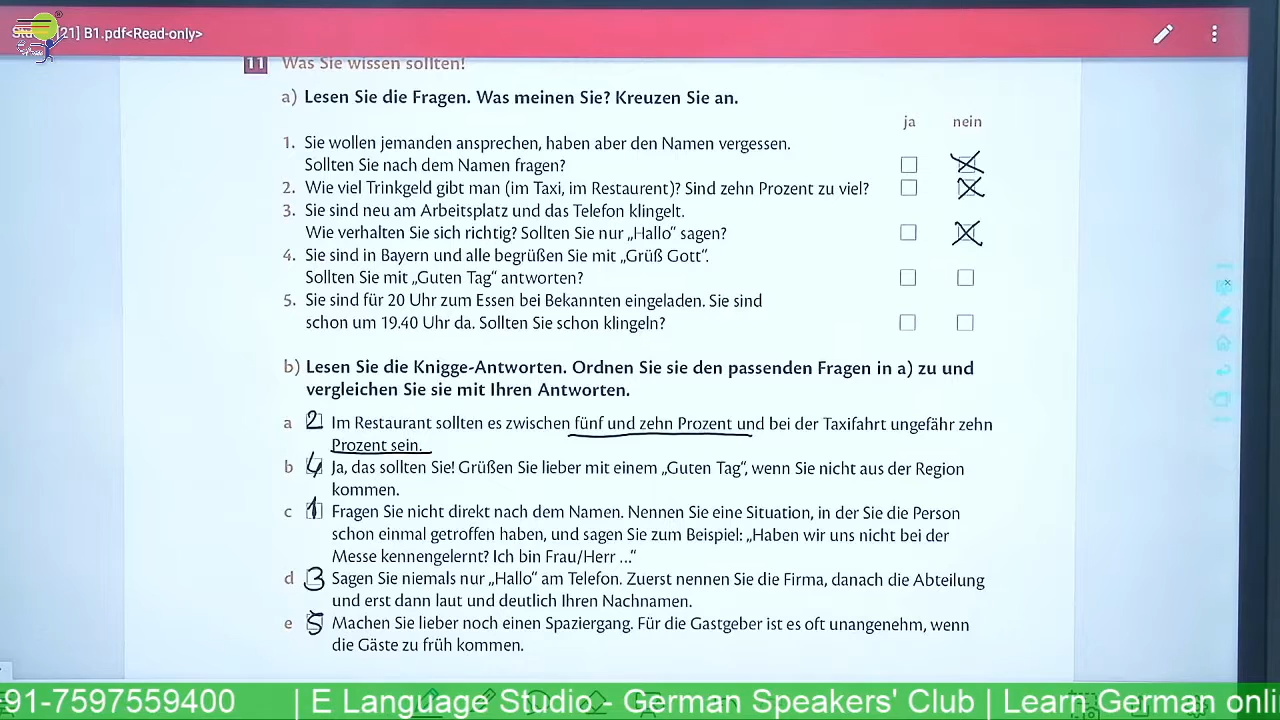 [21] B1.pdf<Read-only>
11 Was Sie wissen sollten!
a) Lesen Sie die Fragen. Was meinen Sie? Kreuzen Sie an.
ja nein
1. Sie wollen jemanden ansprechen, haben aber den Namen vergessen.
Sollten Sie nach dem Namen fragen?
2. Wie viel Trinkgeld gibt man (im Taxi, im Restaurent)? Sind zehn Prozent zu viel?
3. Sie sind neu am Arbeitsplatz und das Telefon klingelt.
Wie verhalten Sie sich richtig? Sollten Sie nur „Hallo“ sagen?
4. Sie sind in Bayern und alle begrüßen Sie mit „Grüß Gott“.
Sollten Sie mit „Guten Tag“ antworten?
5. Sie sind für 20 Uhr zum Essen bei Bekannten eingeladen. Sie sind
schon um 19.40 Uhr da. Sollten Sie schon klingeln?
b) Lesen Sie die Knigge-Antworten. Ordnen Sie sie den passenden Fragen in a) zu und
vergleichen Sie sie mit Ihren Antworten.
a 2 Im Restaurant sollten es zwischen fünf und zehn Prozent und bei der Taxifahrt ungefähr zehn
Prozent sein.
b 4 Ja, das sollten Sie! Grüßen Sie lieber mit einem „Guten Tag“, wenn Sie nicht aus der Region
kommen.
c 1 Fragen Sie nicht direkt nach dem Namen. Nennen Sie eine Situation, in der Sie die Person
schon einmal getroffen haben, und sagen Sie zum Beispiel: „Haben wir uns nicht bei der
Messe kennengelernt? Ich bin Frau/Herr ...“
d 3 Sagen Sie niemals nur „Hallo“ am Telefon. Zuerst nennen Sie die Firma, danach die Abteilung
und erst dann laut und deutlich Ihren Nachnamen.
e 5 Machen Sie lieber noch einen Spaziergang. Für die Gastgeber ist es oft unangenehm, wenn
die Gäste zu früh kommen.
91-7597559400 | E Language Studio - German Speakers' Club | Learn German onli